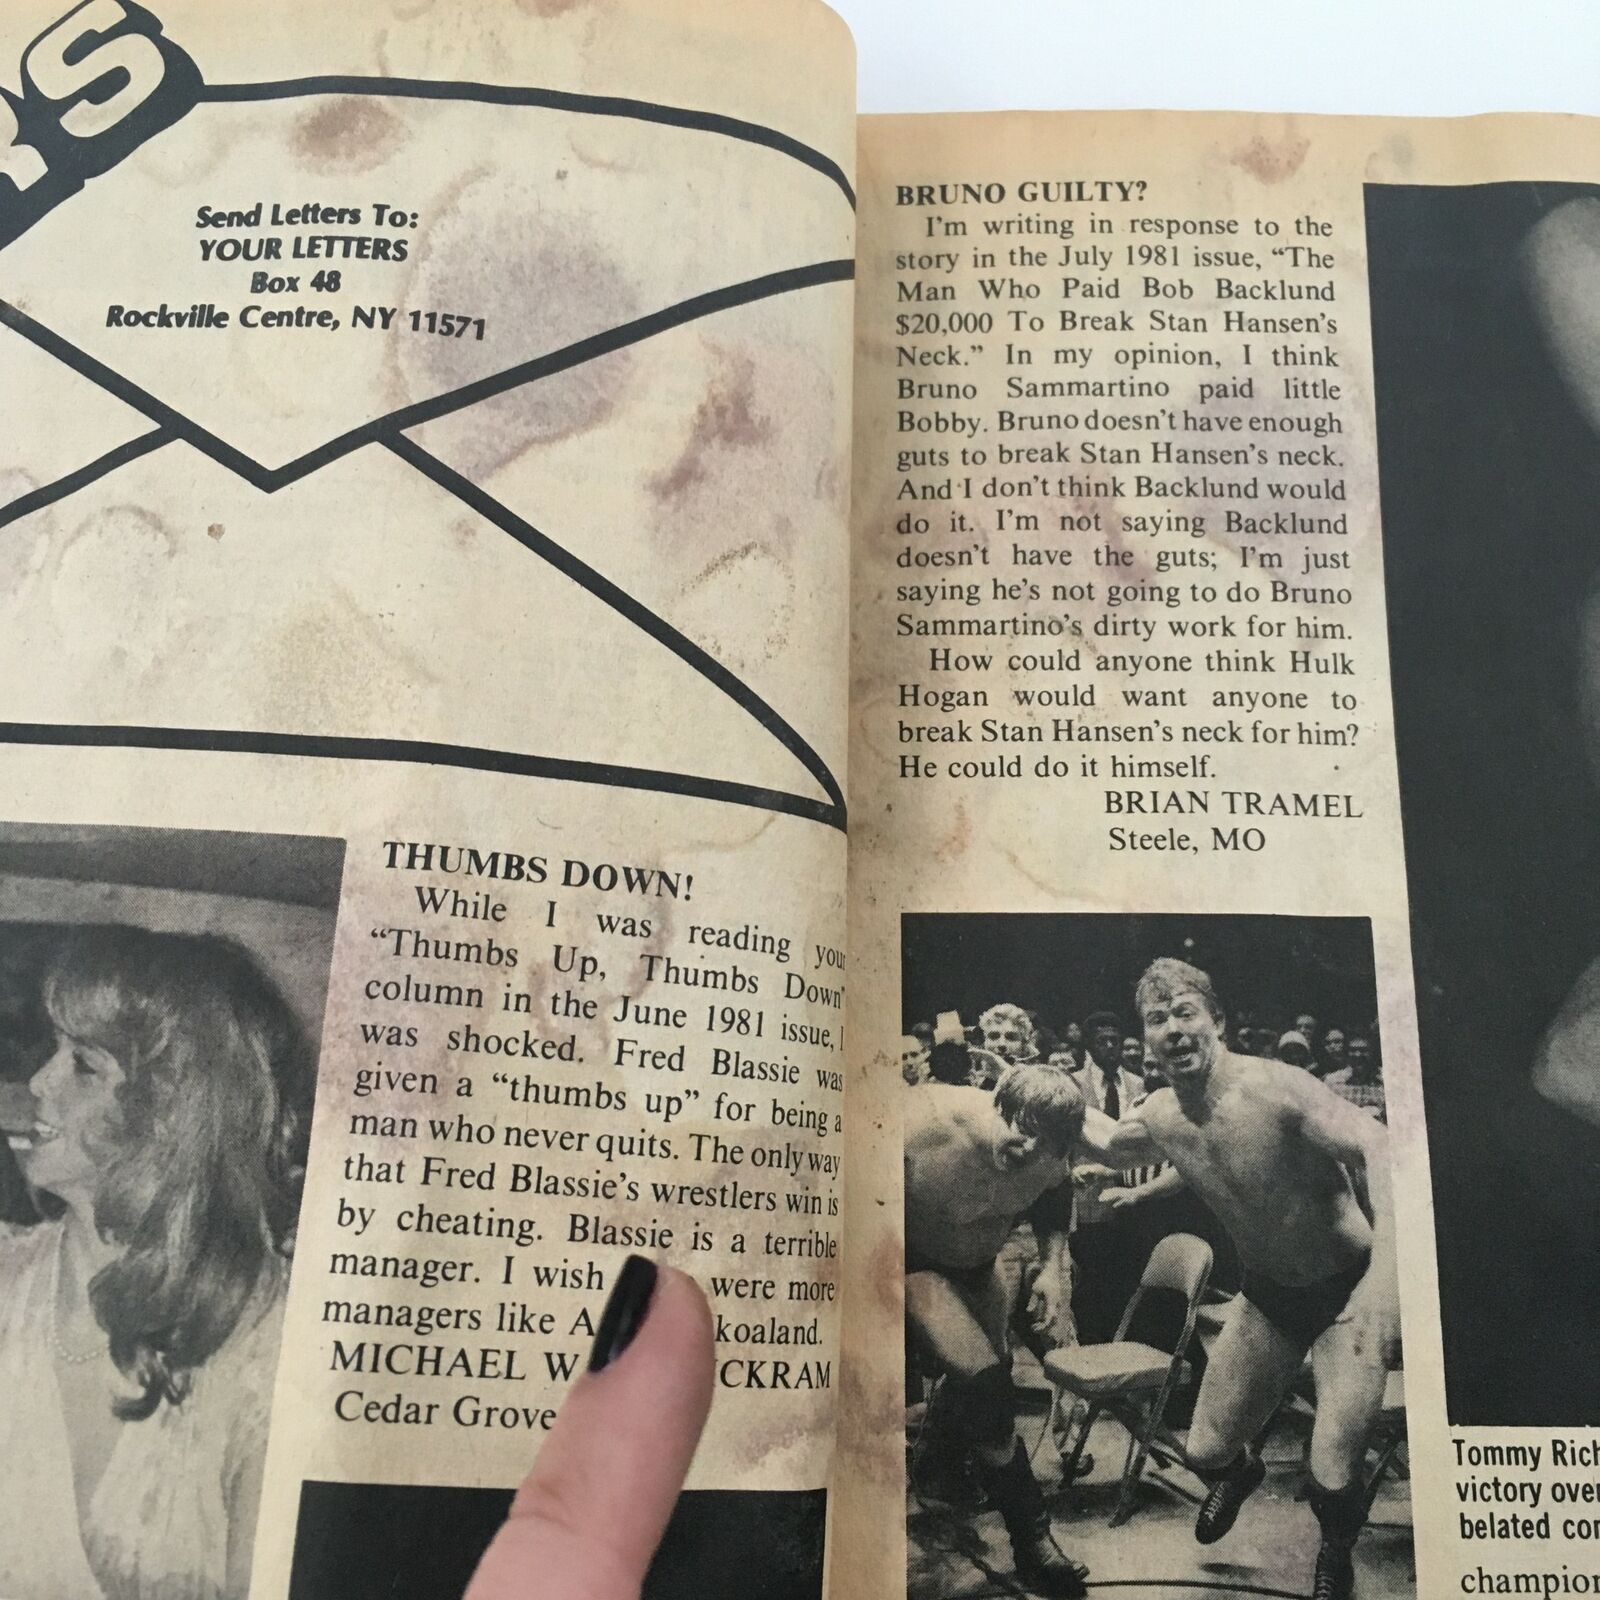 RS
Send Letters To:
YOUR LETTERS
Box 48
Rockville Centre, NY 11571
THUMBS DOWN!
While I was reading your
“Thumbs Up, Thumbs Down”
column in the June 1981 issue, I
was shocked. Fred Blassie was
given a “thumbs up” for being a
man who never quits. The only way
that Fred Blassie’s wrestlers win is
by cheating. Blassie is a terrible
manager. I wish were more
managers like A koaland.
MICHAEL W CKRAM
Cedar Grove
BRUNO GUILTY?
I’m writing in response to the
story in the July 1981 issue, “The
Man Who Paid Bob Backlund
$20,000 To Break Stan Hansen’s
Neck.” In my opinion, I think
Bruno Sammartino paid little
Bobby. Bruno doesn’t have enough
guts to break Stan Hansen’s neck.
And I don’t think Backlund would
do it. I’m not saying Backlund
doesn’t have the guts; I’m just
saying he’s not going to do Bruno
Sammartino’s dirty work for him.
How could anyone think Hulk
Hogan would want anyone to
break Stan Hansen’s neck for him?
He could do it himself.
BRIAN TRAMEL
Steele, MO
Tommy Rich
victory over
belated con
champion